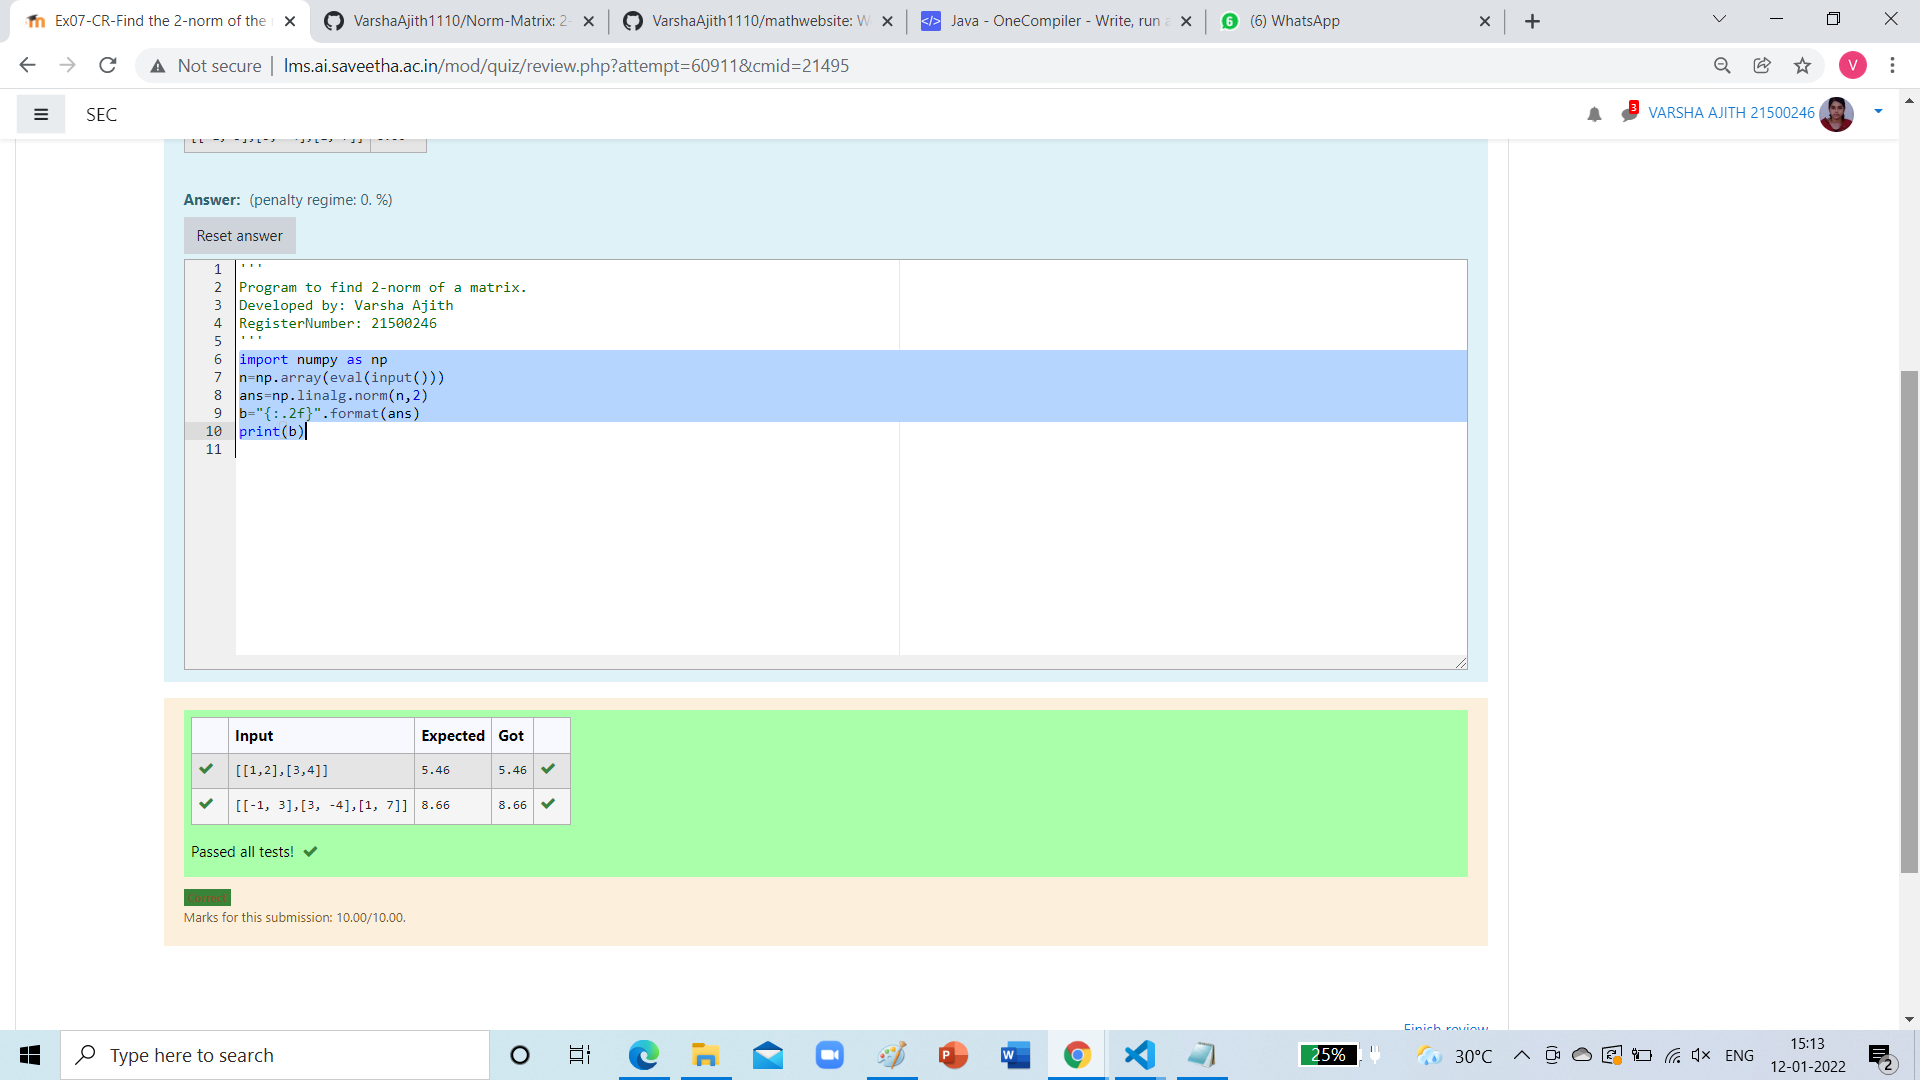 Ex07-CR-Find the 2-norm of the
VarshaAjith1110/Norm-Matrix: 2-
VarshaAjith1110/mathwebsite: W
Java - OneCompiler - Write, run a
(6) WhatsApp
Not secure | lms.ai.saveetha.ac.in/mod/quiz/review.php?attempt=60911&cmid=21495
V
SEC
3
VARSHA AJITH 21500246
Answer: (penalty regime: 0. %)
Reset answer
1 '''
2 Program to find 2-norm of a matrix.
3 Developed by: Varsha Ajith
4 RegisterNumber: 21500246
5 '''
6 import numpy as np
7 n=np.array(eval(input()))
8 ans=np.linalg.norm(n,2)
9 b="{:.2f}".format(ans)
10 print(b)
11
Input Expected Got
[[1,2],[3,4]] 5.46 5.46
[[-1, 3],[3, -4],[1, 7]] 8.66 8.66
Passed all tests!
Correct
Marks for this submission: 10.00/10.00.
Finish review
Type here to search
25%
30°C
ENG
15:13
12-01-2022
2